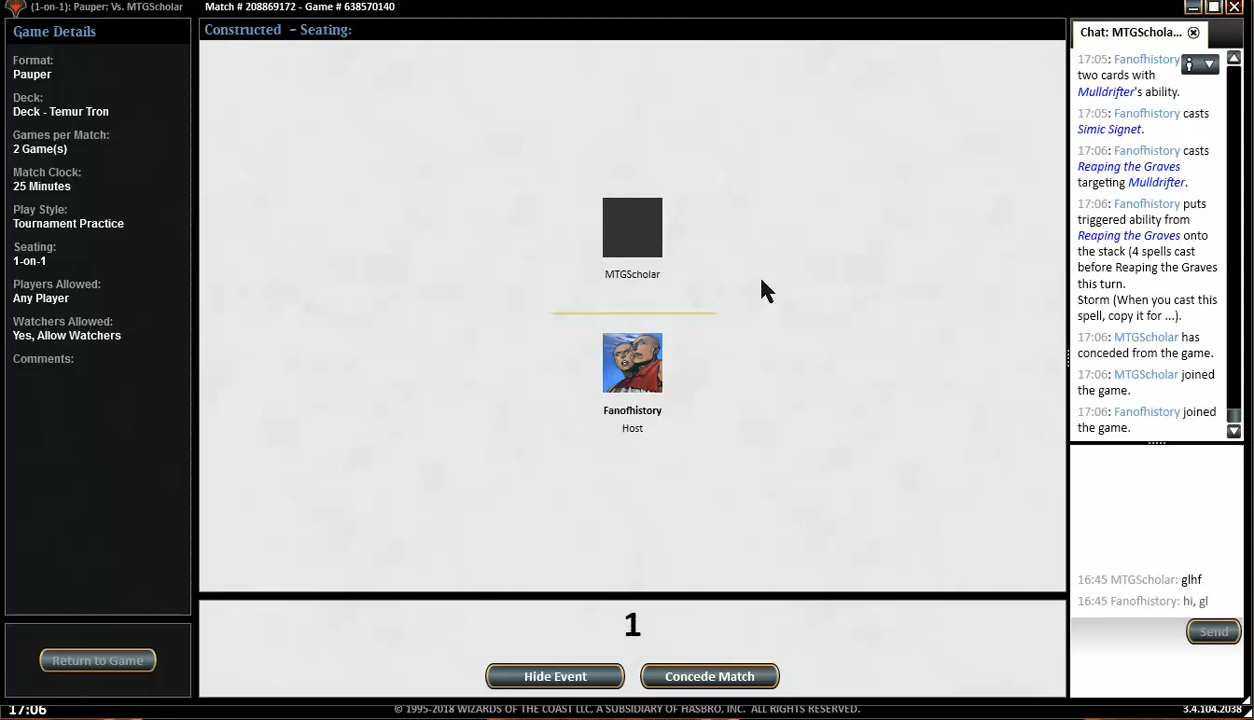 (1-on-1): Pauper: Vs. MTGScholar
Match # 208869172 - Game # 638570140
Game Details
Format:
Pauper
Deck:
Deck - Temur Tron
Games per Match:
2 Game(s)
Match Clock:
25 Minutes
Play Style:
Tournament Practice
Seating:
1-on-1
Players Allowed:
Any Player
Watchers Allowed:
Yes, Allow Watchers
Comments:
Return to Game
17:06
Constructed - Seating:
MTGScholar
Fanofhistory
Host
1
Hide Event
Concede Match
© 1995-2018 WIZARDS OF THE COAST LLC, A SUBSIDIARY OF HASBRO, INC. ALL RIGHTS RESERVED.
Chat: MTGSchola...
17:05: Fanofhistory
two cards with
Mulldrifter's ability.
17:05: Fanofhistory casts
Simic Signet.
17:06: Fanofhistory casts
Reaping the Graves
targeting Mulldrifter.
17:06: Fanofhistory puts
triggered ability from
Reaping the Graves onto
the stack (4 spells cast
before Reaping the Graves
this turn.
Storm (When you cast this
spell, copy it for ...).
17:06: MTGScholar has
conceded from the game.
17:06: MTGScholar joined
the game.
17:06: Fanofhistory joined
the game.
16:45 MTGScholar: glhf
16:45 Fanofhistory: hi, gl
Send
3.4.104.2038